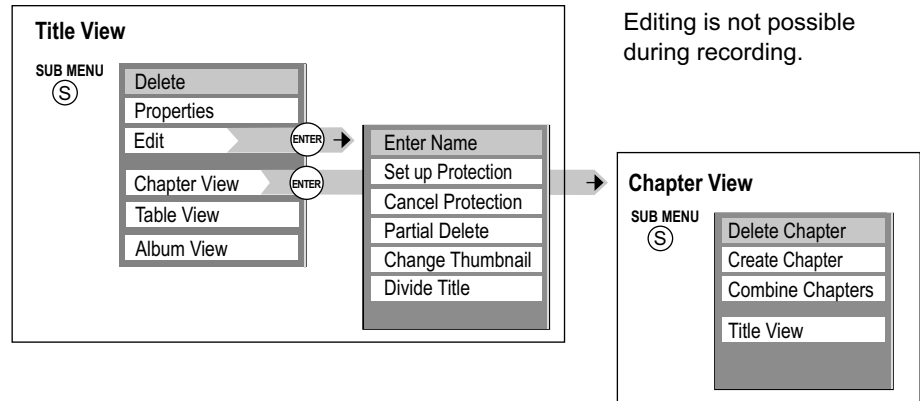 Title View
SUB MENU
S
Delete
Properties
Edit
ENTER
Chapter View
ENTER
Table View
Album View
Enter Name
Set up Protection
Cancel Protection
Partial Delete
Change Thumbnail
Divide Title
Editing is not possible
during recording.
Chapter View
SUB MENU
S
Delete Chapter
Create Chapter
Combine Chapters
Title View